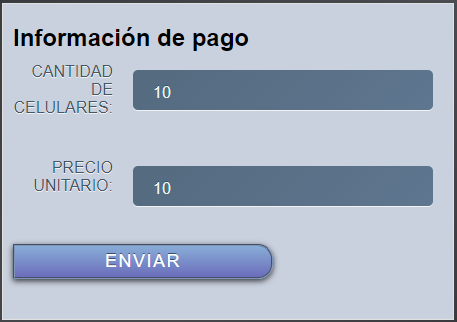 Información de pago
CANTIDAD
DE
CELULARES:
10
PRECIO
UNITARIO:
10
ENVIAR